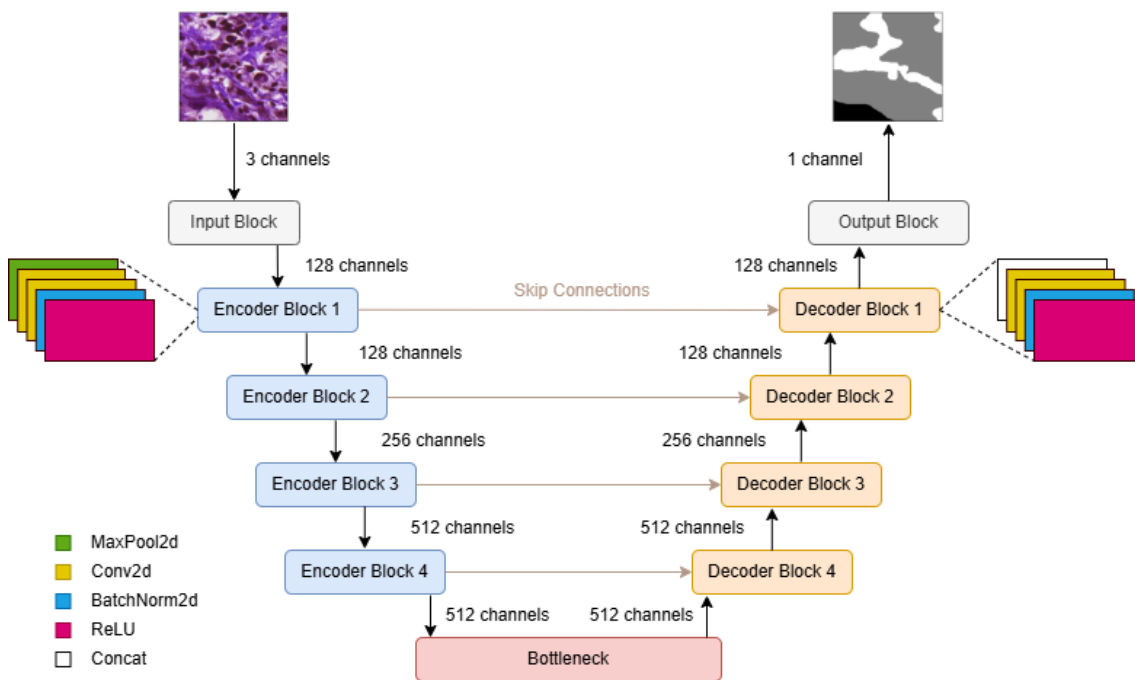 3 channels
1 channel
Input Block
Output Block
128 channels
128 channels
Encoder Block 1
Skip Connections
Decoder Block 1
128 channels
128 channels
Encoder Block 2
Decoder Block 2
256 channels
256 channels
Encoder Block 3
Decoder Block 3
512 channels
512 channels
MaxPool2d
Conv2d
BatchNorm2d
ReLU
Concat
Encoder Block 4
Decoder Block 4
512 channels
512 channels
Bottleneck